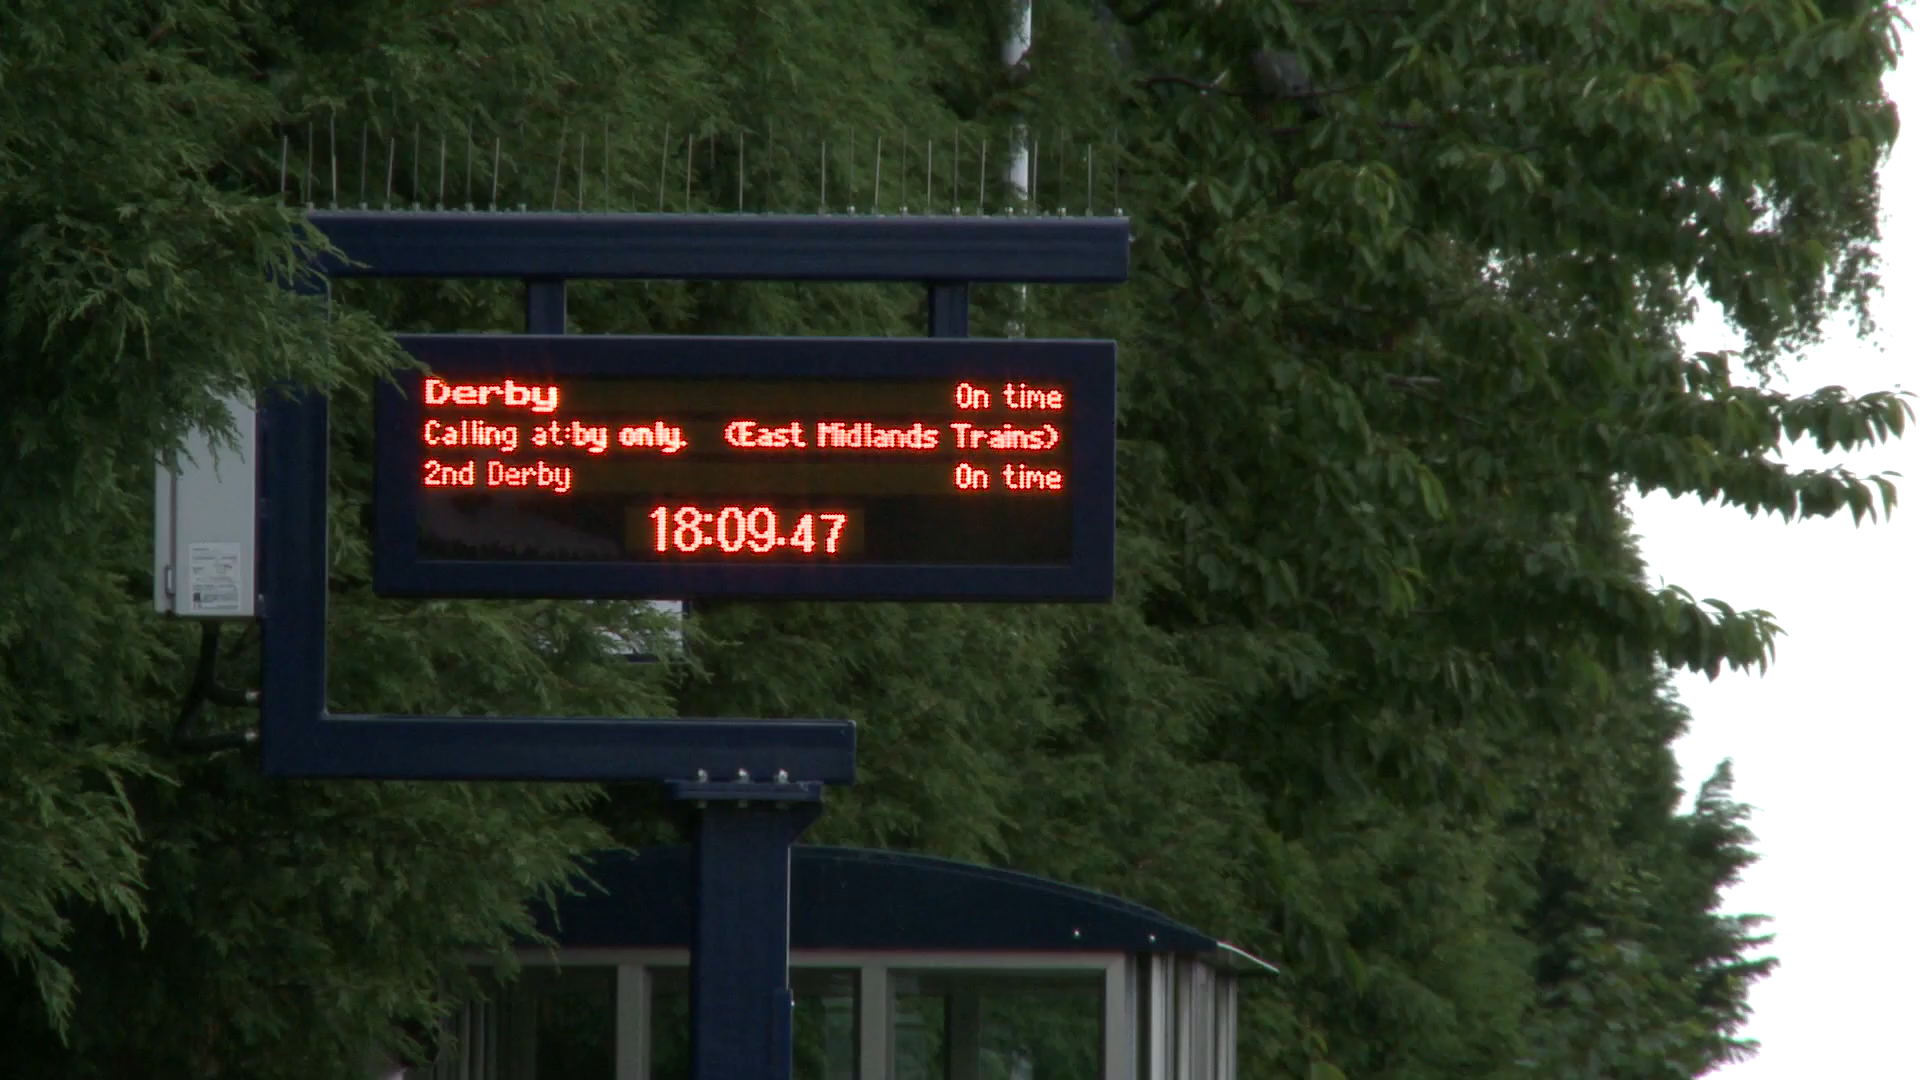 Derby On time
Calling at:by only. (East Midlands Trains)
2nd Derby On time
18:09.47